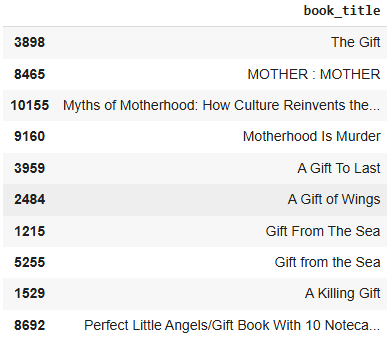 book_title
3898 The Gift
8465 MOTHER : MOTHER
10155 Myths of Motherhood: How Culture Reinvents the...
9160 Motherhood Is Murder
3959 A Gift To Last
2484 A Gift of Wings
1215 Gift From The Sea
5255 Gift from the Sea
1529 A Killing Gift
8692 Perfect Little Angels/Gift Book With 10 Noteca...